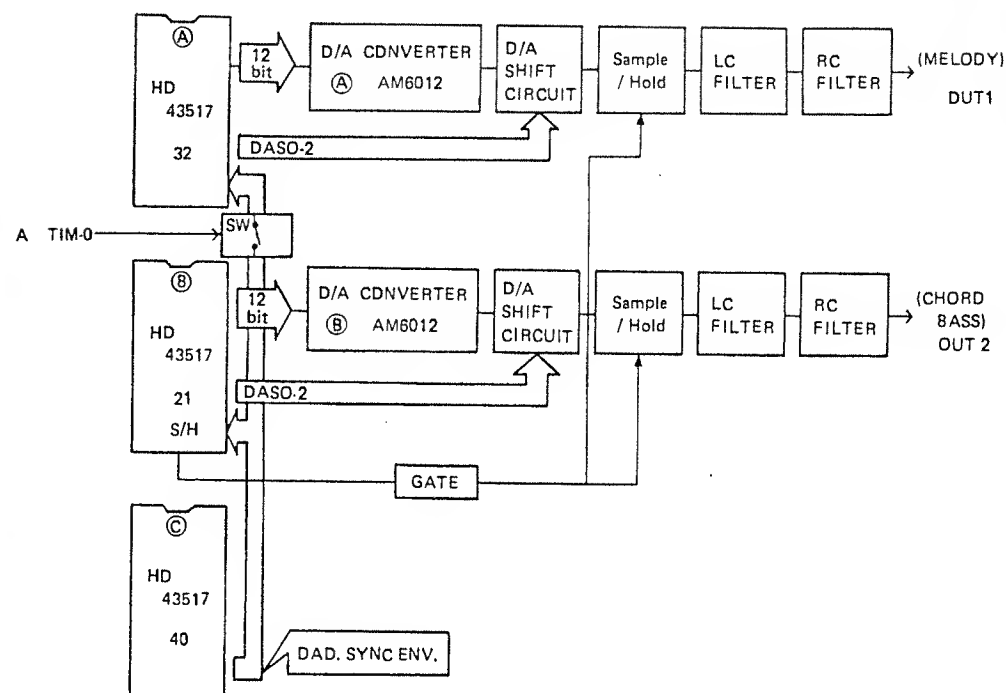 Ⓐ
HD
43517
32
12
bit
D/A CDNVERTER
Ⓐ AM6012
D/A
SHIFT
CIRCUIT
Sample
/ Hold
LC
FILTER
RC
FILTER
(MELODY)
DUT1
DASO-2
A TIM-0
SW
Ⓑ
HD
43517
21
S/H
12
bit
D/A CDNVERTER
Ⓑ AM6012
D/A
SHIFT
CIRCUIT
Sample
/ Hold
LC
FILTER
RC
FILTER
(CHORD
8ASS)
OUT 2
DASO-2
GATE
Ⓒ
HD
43517
40
DAD. SYNC ENV.